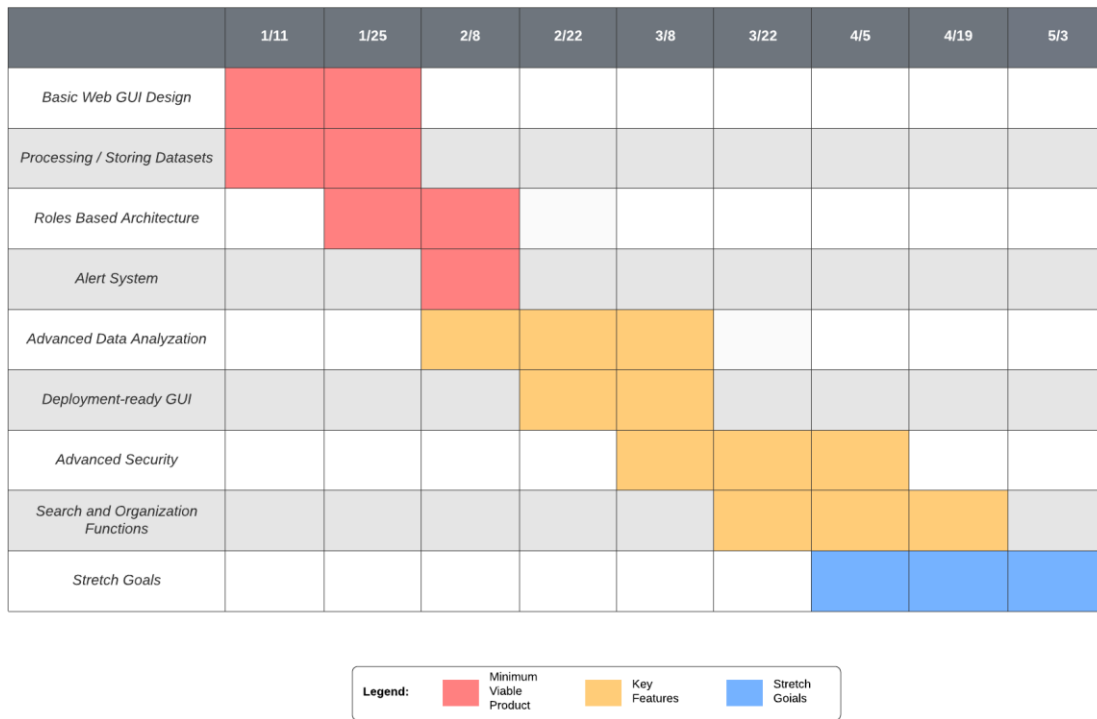 1/11 1/25 2/8 2/22 3/8 3/22 4/5 4/19 5/3
Basic Web GUI Design
Processing / Storing Datasets
Roles Based Architecture
Alert System
Advanced Data Analyzation
Deployment-ready GUI
Advanced Security
Search and Organization
Functions
Stretch Goals
Legend:
Minimum
Viable
Product
Key
Features
Stretch
Goials